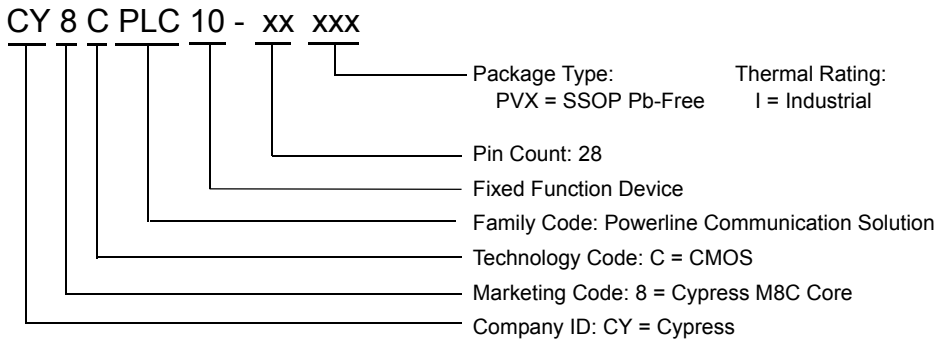 CY 8 C PLC 10 - xx xxx
Package Type: Thermal Rating:
PVX = SSOP Pb-Free I = Industrial
Pin Count: 28
Fixed Function Device
Family Code: Powerline Communication Solution
Technology Code: C = CMOS
Marketing Code: 8 = Cypress M8C Core
Company ID: CY = Cypress